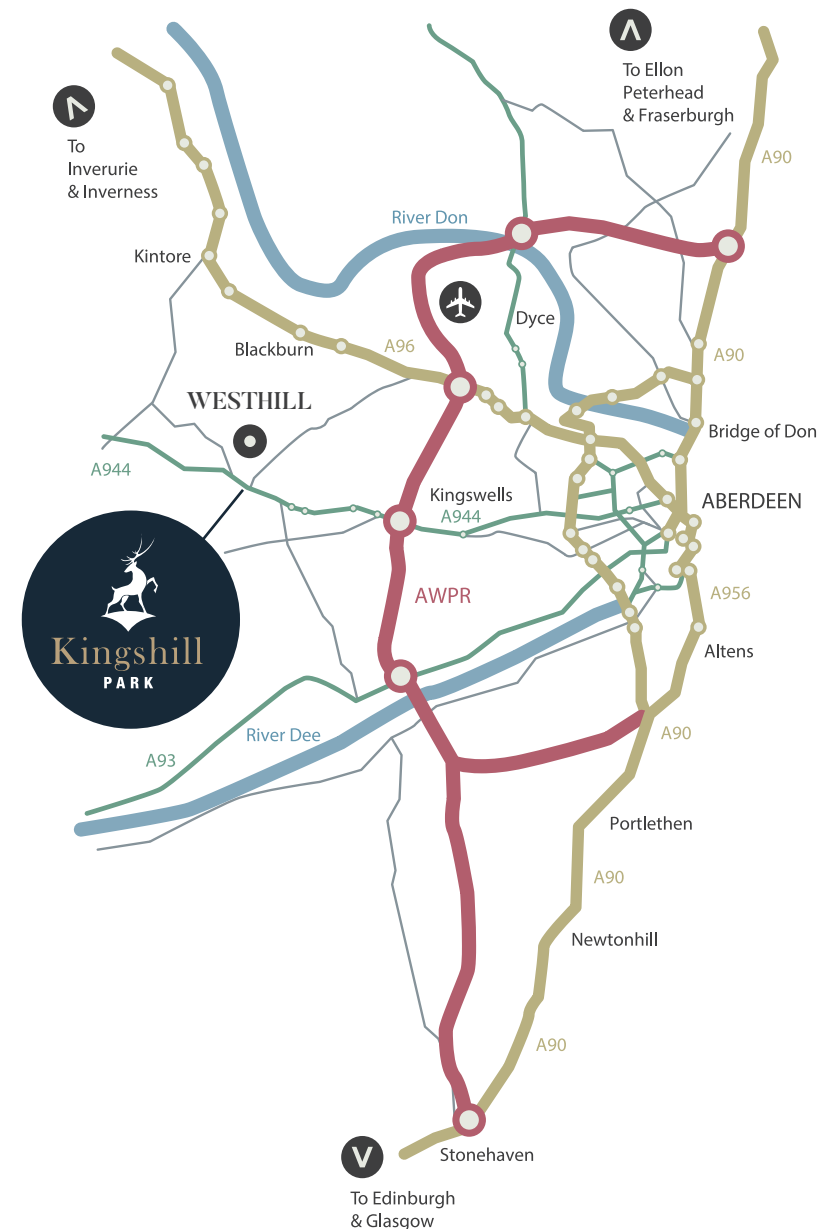 To Ellon
Peterhead
& Fraserburgh
To
Inverurie
& Inverness
A90
River Don
Kintore
Dyce
Blackburn
A96
A90
WESTHILL
Bridge of Don
A944
Kingswells
A944
ABERDEEN
AWPR
A956
Kingshill
PARK
Altens
River Dee
A90
A93
Portlethen
A90
Newtonhill
A90
Stonehaven
To Edinburgh
& Glasgow